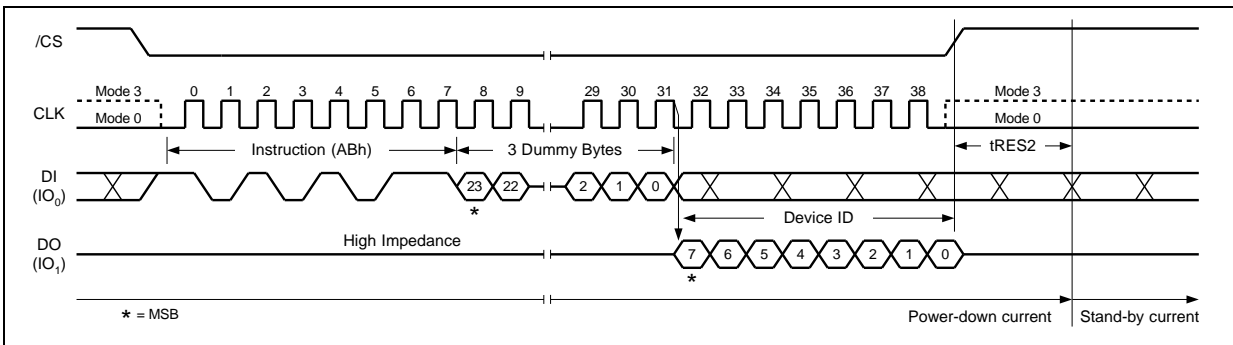 /CS
Mode 3 0 1 2 3 4 5 6 7 8 9 29 30 31 32 33 34 35 36 37 38 Mode 3
CLK
Mode 0 Mode 0
Instruction (ABh) 3 Dummy Bytes tRES2
DI
(IO0)
23 22 2 1 0
*
Device ID
DO
(IO1)
High Impedance
7 6 5 4 3 2 1 0
*
* = MSB
Power-down current Stand-by current